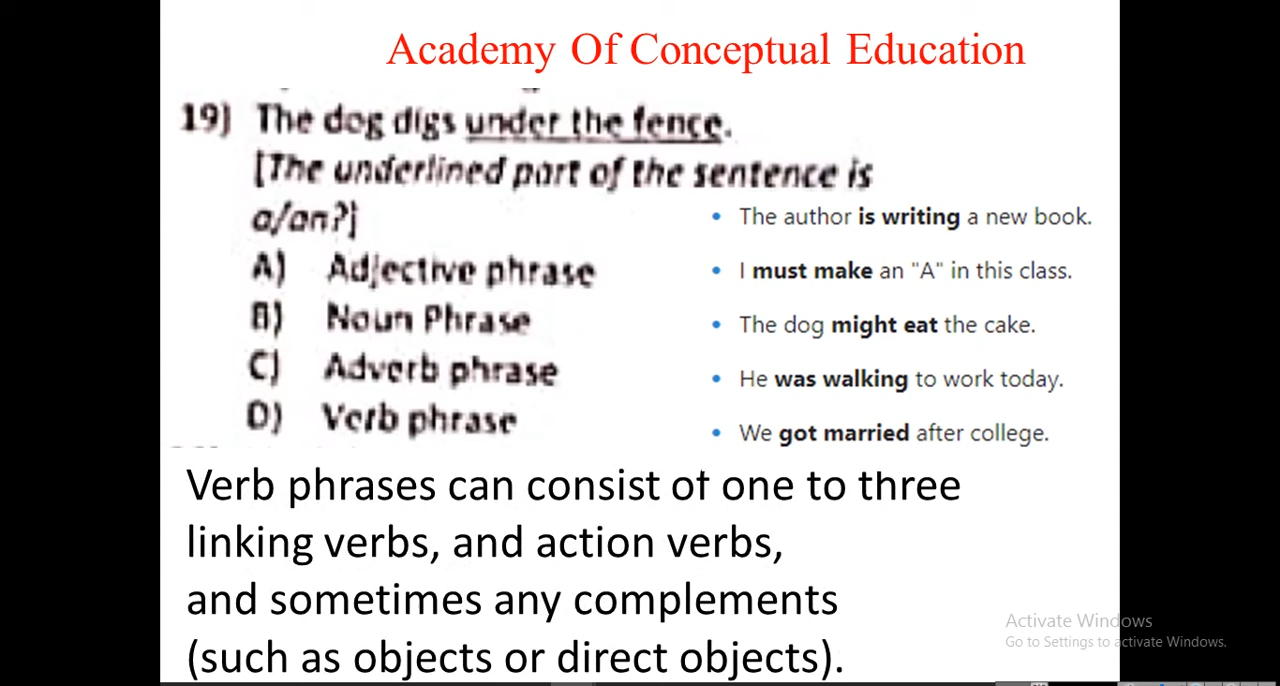 Academy Of Conceptual Education
19) The dog digs under the fence.
[The underlined part of the sentence is
a/an?]
A) Adjective phrase
B) Noun Phrase
C) Adverb phrase
D) Verb phrase
• The author is writing a new book.
• I must make an "A" in this class.
• The dog might eat the cake.
• He was walking to work today.
• We got married after college.
Verb phrases can consist of one to three
linking verbs, and action verbs,
and sometimes any complements
(such as objects or direct objects).
Activate Windows
Go to Settings to activate Windows.